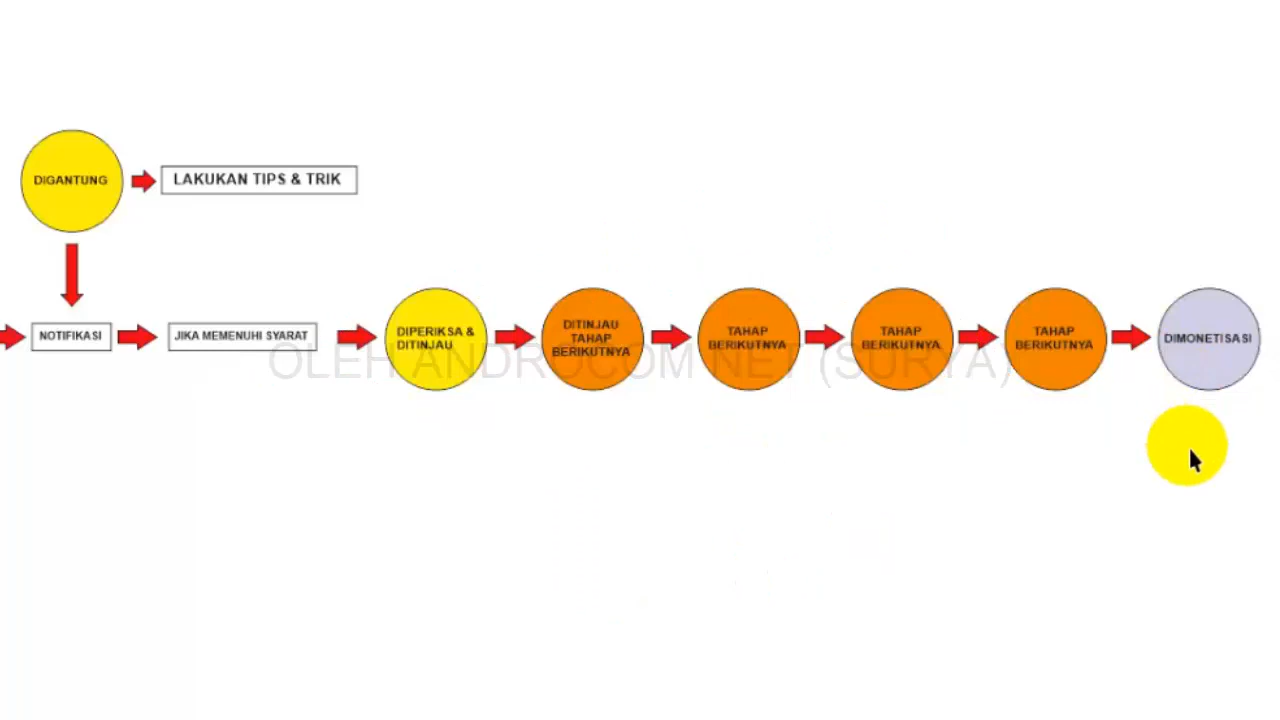 DIGANTUNG
LAKUKAN TIPS & TRIK
NOTIFIKASI
JIKA MEMENUHI SYARAT
DIPERIKSA &
DITINJAU
DITINJAU
TAHAP
BERIKUTNYA
TAHAP
BERIKUTNYA
TAHAP
BERIKUTNYA
TAHAP
BERIKUTNYA
DIMONETISASI
OLEH ANDROCOM NET (SURYA)